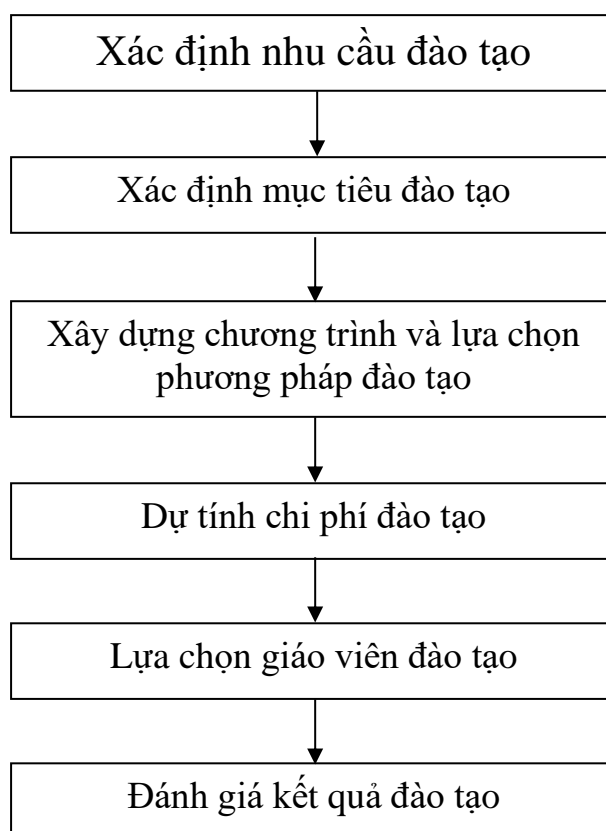 Xác định nhu cầu đào tạo
Xác định mục tiêu đào tạo
Xây dựng chương trình và lựa chọn
phương pháp đào tạo
Dự tính chi phí đào tạo
Lựa chọn giáo viên đào tạo
Đánh giá kết quả đào tạo